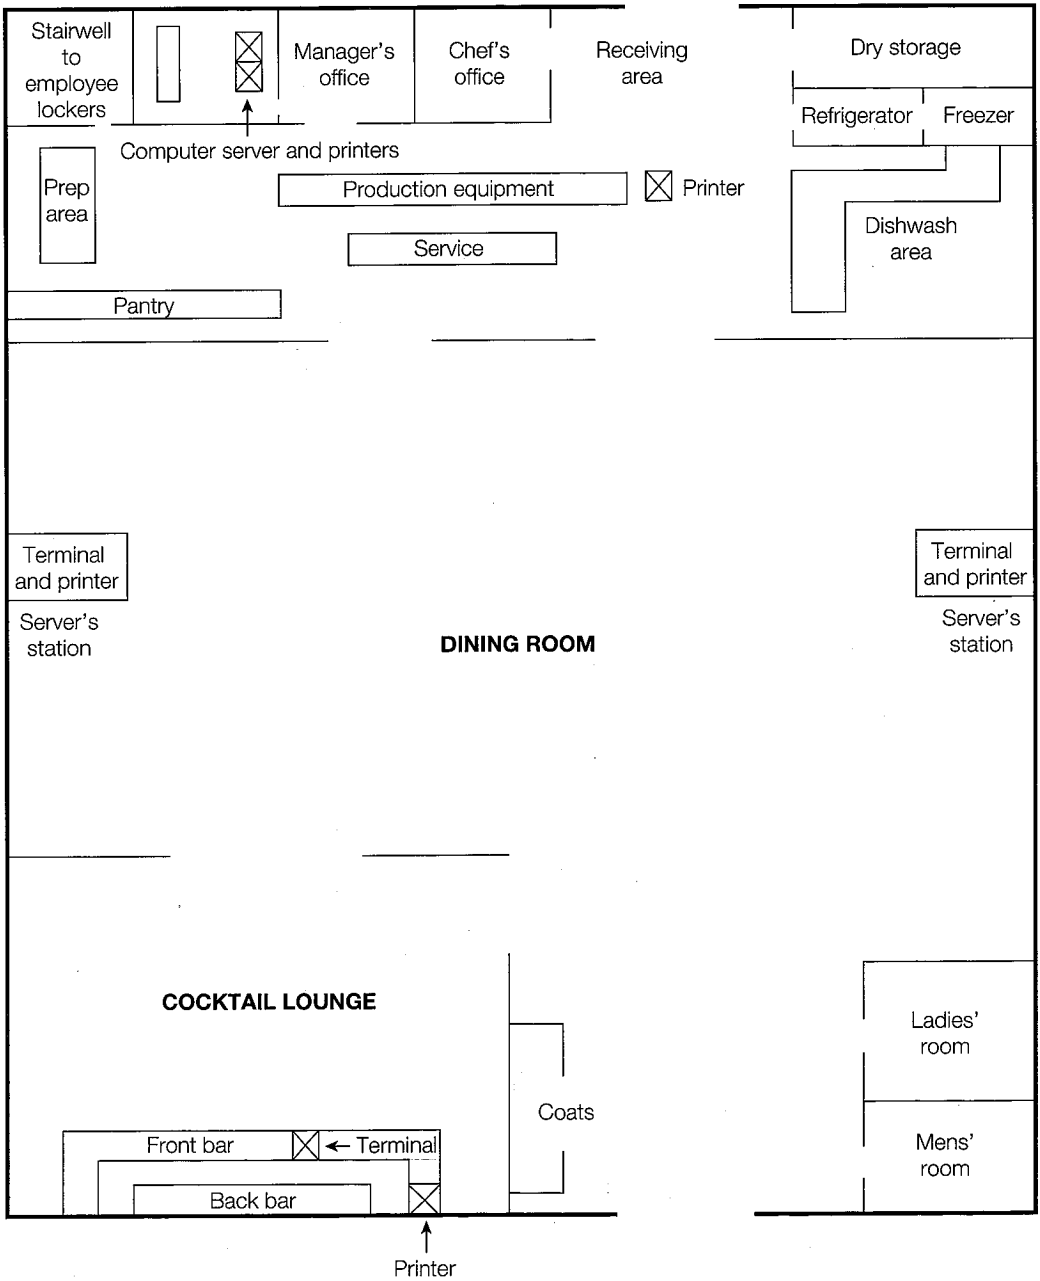 Stairwell
to
employee
lockers
Manager's
office
Chef's
office
Receiving
area
Dry storage
Refrigerator
Freezer
Computer server and printers
Prep
area
Production equipment
Printer
Service
Dishwash
area
Pantry
Terminal
and printer
Server's
station
Terminal
and printer
Server's
station
DINING ROOM
COCKTAIL LOUNGE
Ladies'
room
Coats
Front bar
Terminal
Mens'
room
Back bar
Printer